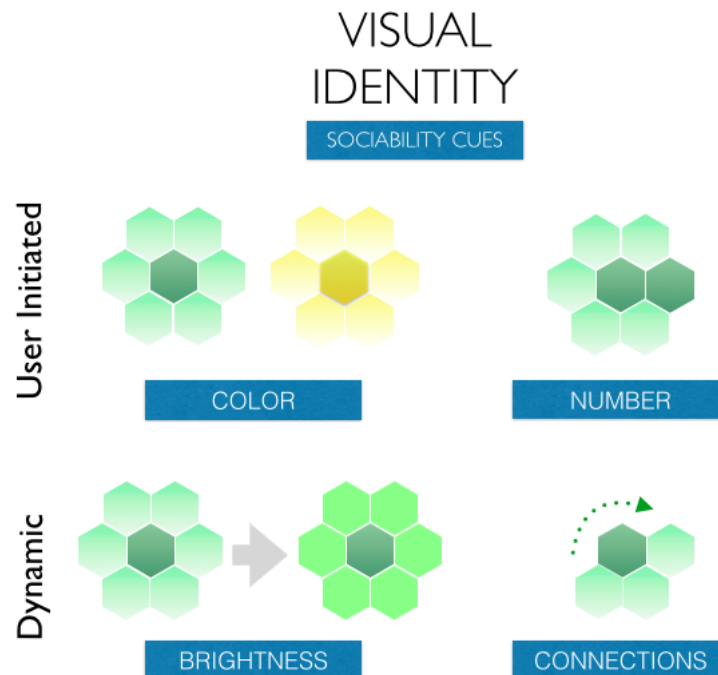 VISUAL
IDENTITY
SOCIABILITY CUES
User Initiated
COLOR
NUMBER
Dynamic
BRIGHTNESS
CONNECTIONS